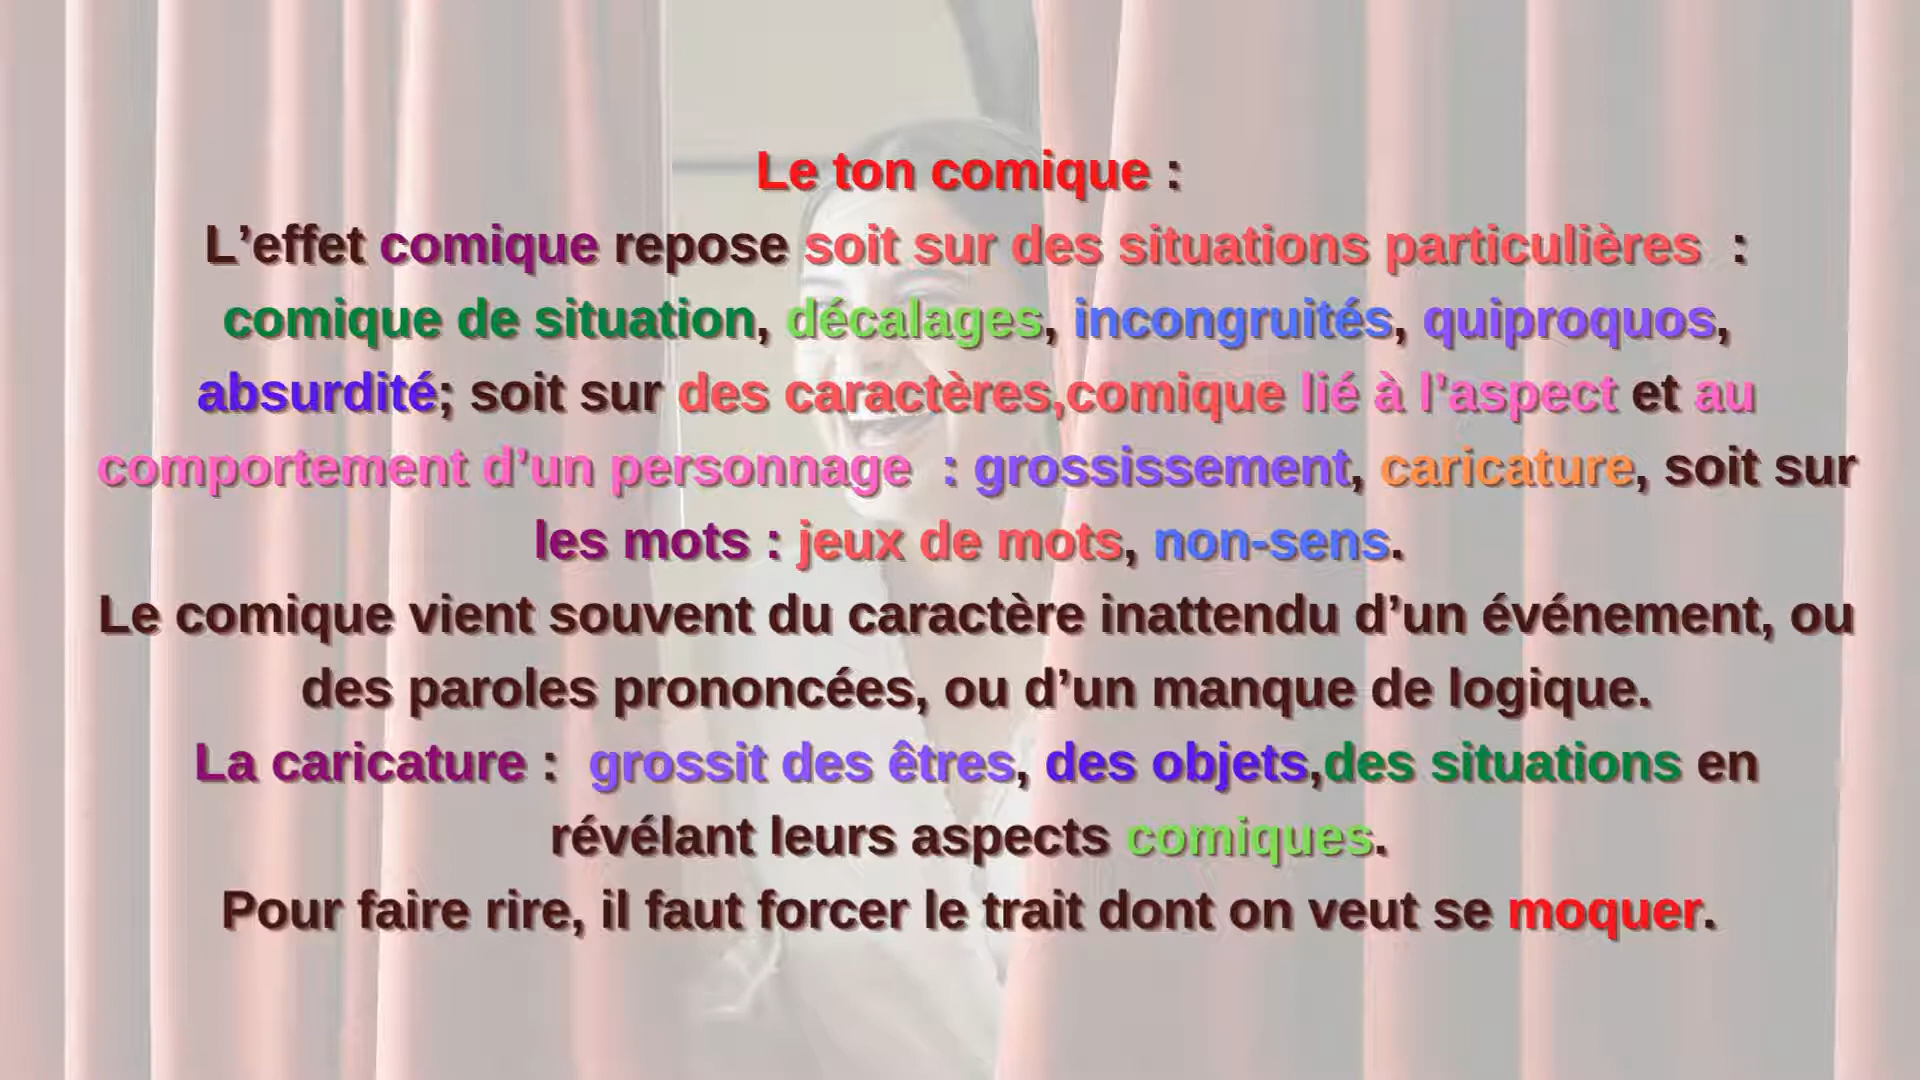 Le ton comique :
L’effet comique repose soit sur des situations particulières  :
comique de situation, décalages, incongruités, quiproquos,
absurdité; soit sur des caractères,comique lié à l’aspect et au
comportement d’un personnage  : grossissement, caricature, soit sur
les mots : jeux de mots, non-sens.
Le comique vient souvent du caractère inattendu d’un événement, ou
des paroles prononcées, ou d’un manque de logique.
La caricature :  grossit des êtres, des objets,des situations en
révélant leurs aspects comiques.
Pour faire rire, il faut forcer le trait dont on veut se moquer.